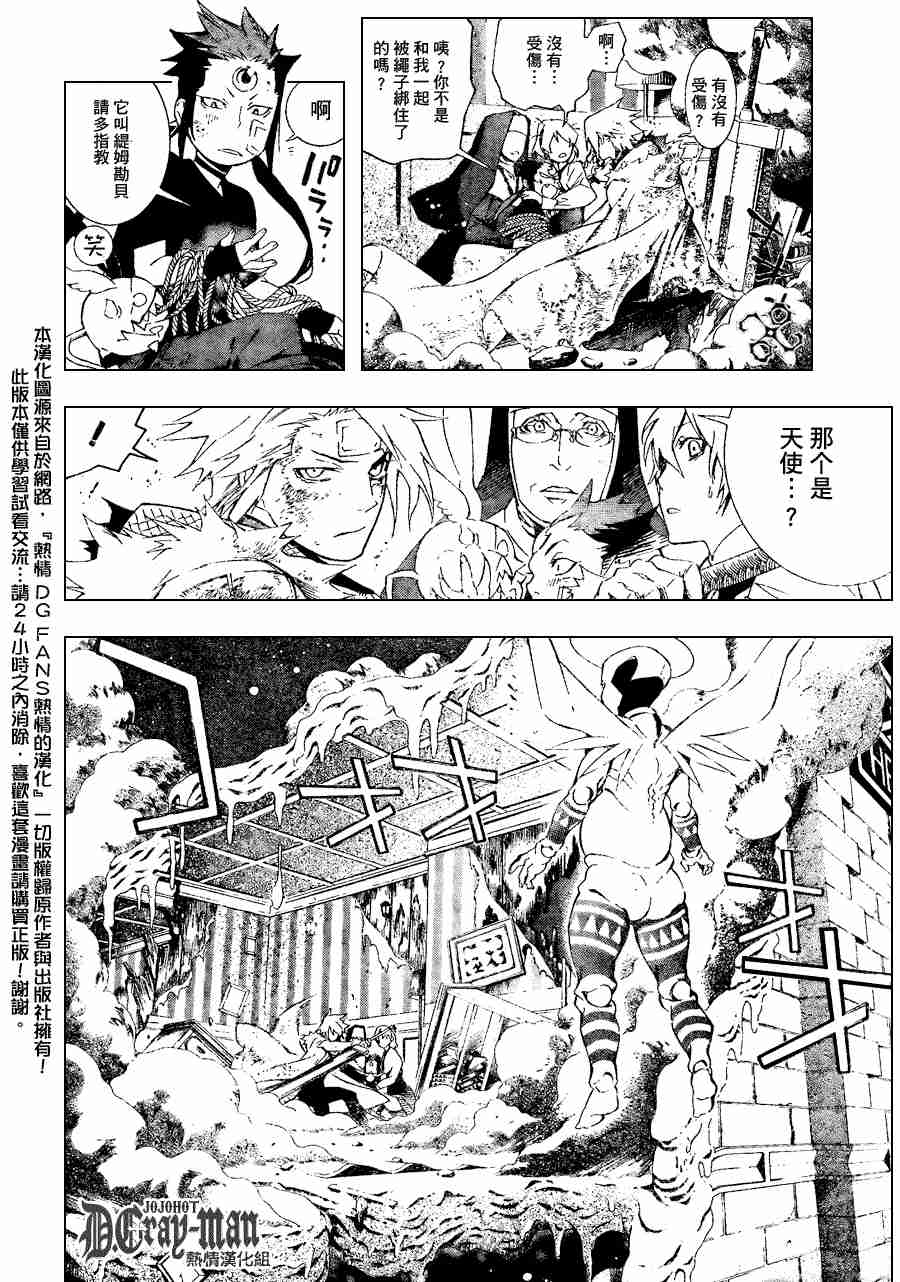 有沒有
受傷?
啊…
沒有…
受傷…
咦?你不是
和我一起
被繩子綁住了
的嗎?
啊
パラララ…
它叫緹姆勘貝
請多指教
笑
那个是
天使…?
!
本漢化圖源來自於網路,『熱情DG FANS熱情的漢化』一切版權歸原作者與出版社擁有!
此版本僅供學習試看交流…請24小時之內消除,喜歡這套漫畫請購買正版!謝謝。
JOJOHOT
D.Gray-man
熱情漢化組